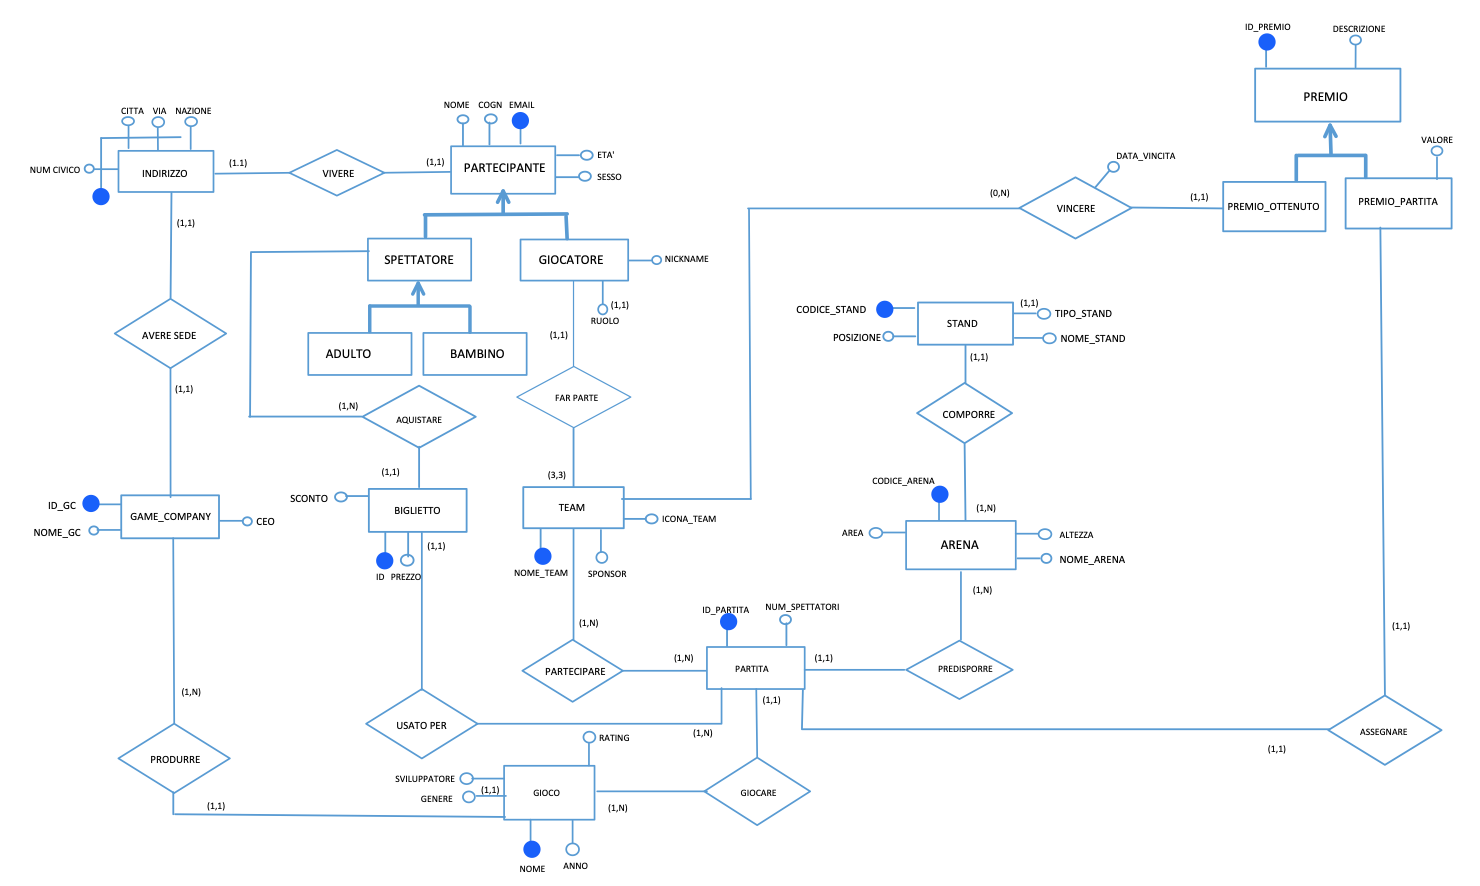 ID_PREMIO
DESCRIZIONE
PREMIO
VALORE
PREMIO_OTTENUTO
PREMIO_PARTITA
DATA_VINCITA
(0,N)
VINCERE
(1,1)
NOME
COGN
EMAIL
CITTA
VIA
NAZIONE
NUM CIVICO
INDIRIZZO
(1.1)
VIVERE
(1,1)
PARTECIPANTE
ETA'
SESSO
(1,1)
SPETTATORE
GIOCATORE
NICKNAME
(1,1)
RUOLO
AVERE SEDE
(1,1)
ADULTO
BAMBINO
(1,1)
CODICE_STAND
STAND
(1,1)
TIPO_STAND
POSIZIONE
NOME_STAND
(1,1)
(1,N)
AQUISTARE
FAR PARTE
COMPORRE
(1,1)
(3,3)
CODICE_ARENA
ID_GC
GAME_COMPANY
CEO
NOME_GC
SCONTO
BIGLIETTO
TEAM
ICONA_TEAM
(1,N)
AREA
ARENA
ALTEZZA
NOME_ARENA
(1,1)
ID
PREZZO
NOME_TEAM
SPONSOR
(1,N)
ID_PARTITA
NUM_SPETTATORI
(1,N)
(1,1)
PARTECIPARE
(1,N)
PARTITA
(1,1)
PREDISPORRE
(1,N)
(1,1)
USATO PER
(1,N)
ASSEGNARE
(1,1)
PRODURRE
RATING
SVILUPPATORE
GENERE
(1,1)
GIOCO
GIOCARE
(1,1)
(1,N)
NOME
ANNO